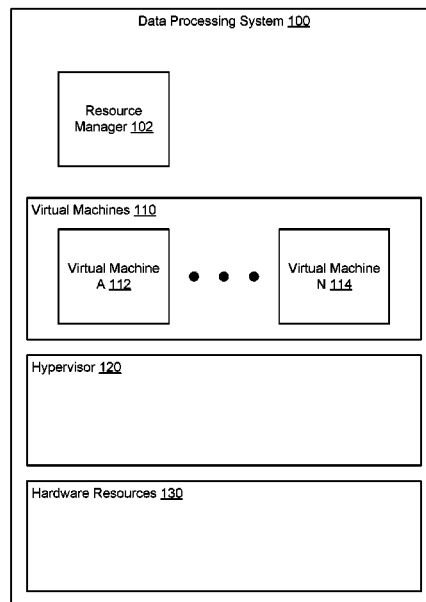 Data Processing System 100
Resource
Manager 102
Virtual Machines 110
Virtual Machine
A 112
Virtual Machine
N 114
Hypervisor 120
Hardware Resources 130